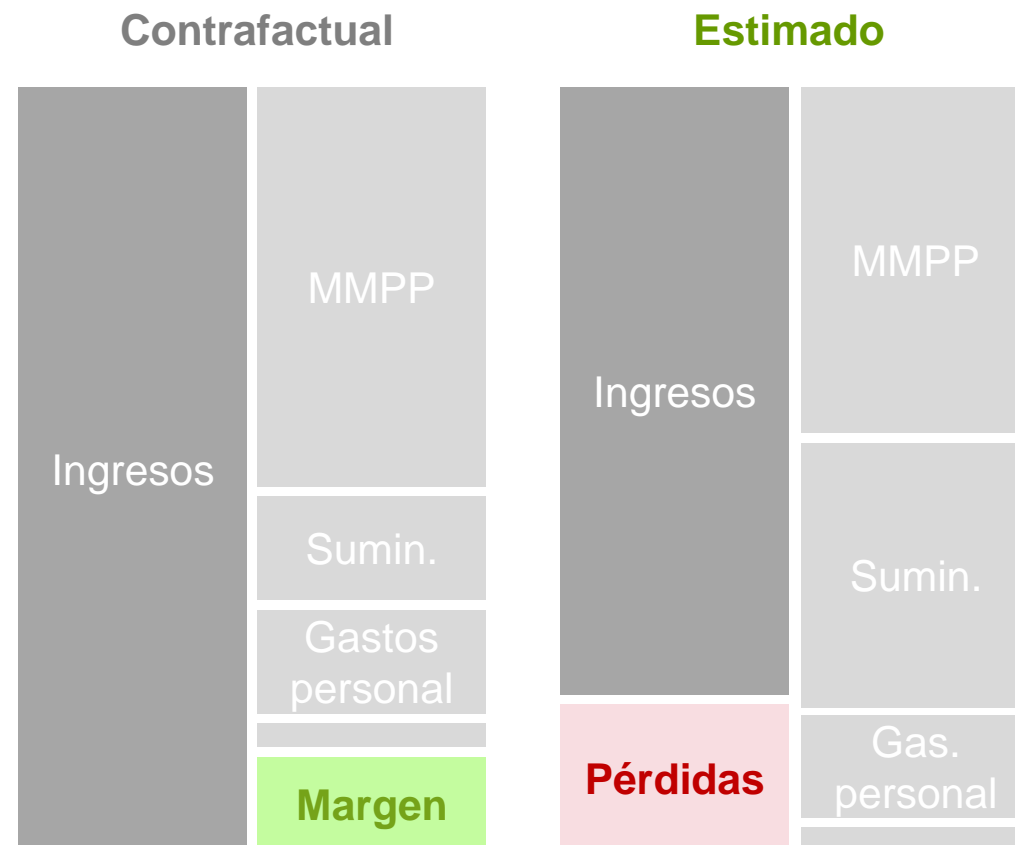 Contrafactual
Ingresos
MMPP
Sumin.
Gastos
personal
Margen
Estimado
Ingresos
Pérdidas
MMPP
Sumin.
Gas.
personal